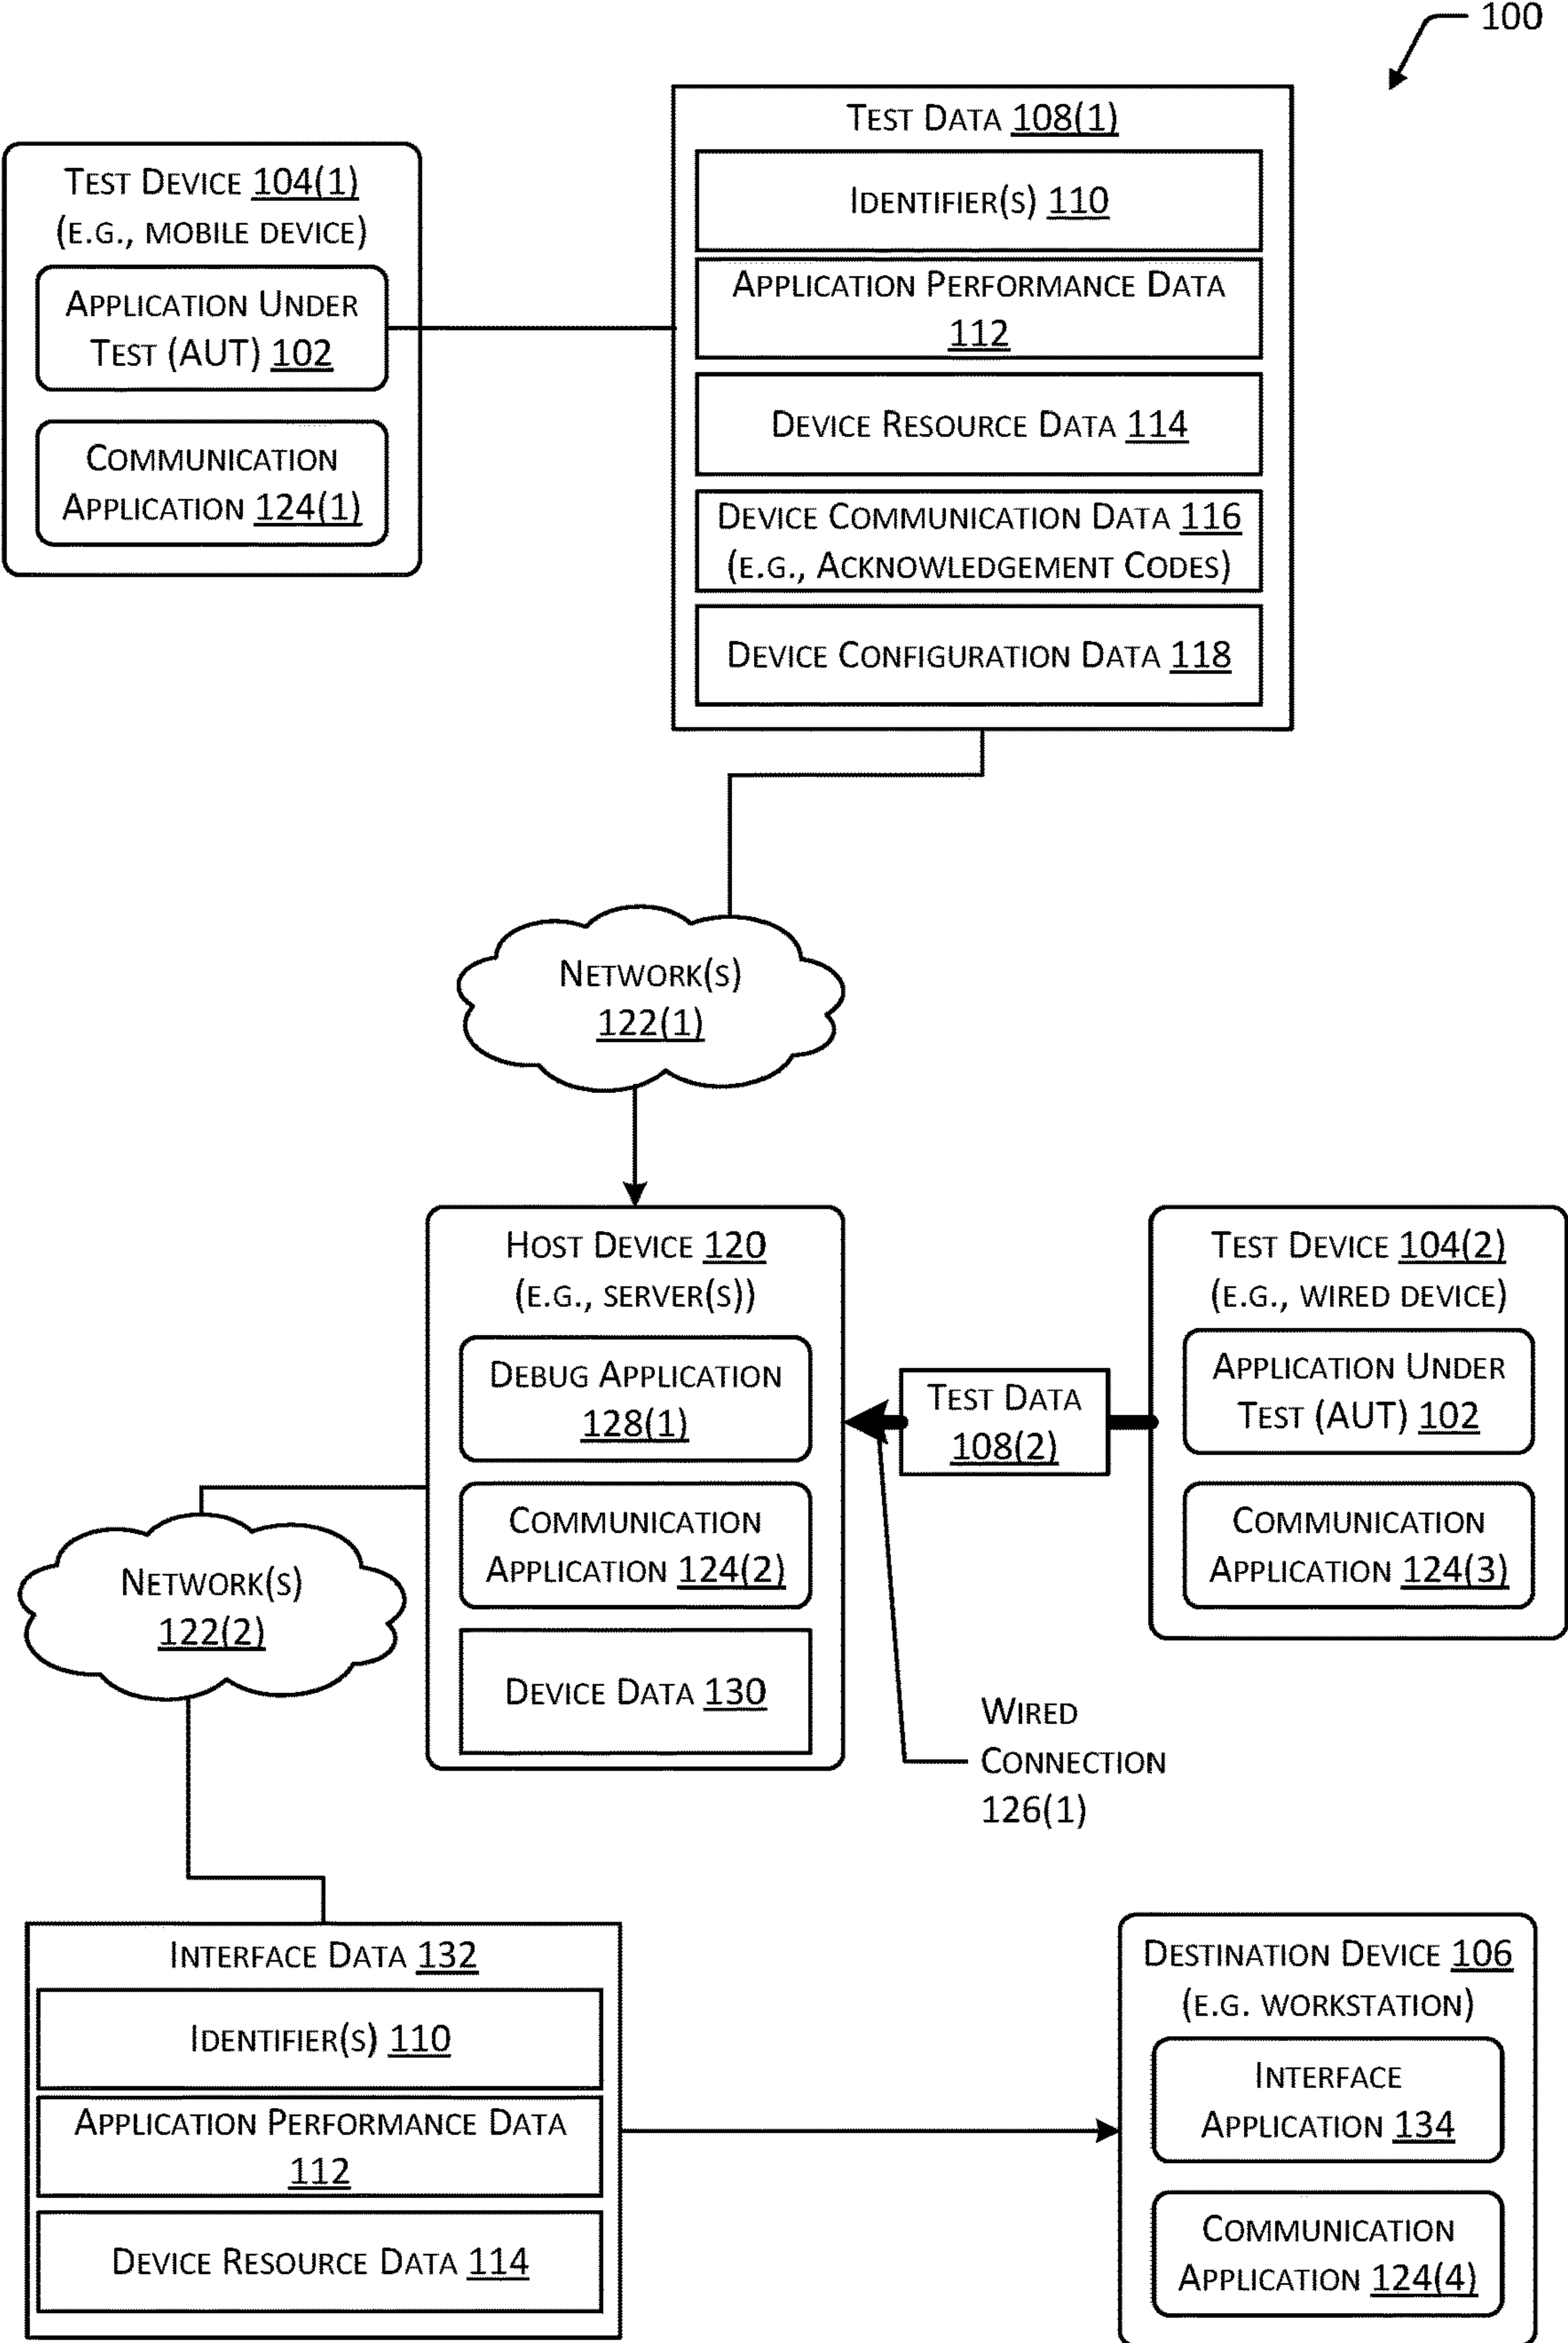 100
Test Data 108(1)
Identifier(s) 110
Application Performance Data
112
Device Resource Data 114
Device Communication Data 116
(e.g., Acknowledgement Codes)
Device Configuration Data 118
Test Device 104(1)
(e.g., mobile device)
Application Under
Test (AUT) 102
Communication
Application 124(1)
Network(s)
122(1)
Host Device 120
(e.g., server(s))
Debug Application
128(1)
Communication
Application 124(2)
Device Data 130
Test Data
108(2)
Test Device 104(2)
(e.g., wired device)
Application Under
Test (AUT) 102
Communication
Application 124(3)
Wired
Connection
126(1)
Network(s)
122(2)
Interface Data 132
Identifier(s) 110
Application Performance Data
112
Device Resource Data 114
Destination Device 106
(e.g. workstation)
Interface
Application 134
Communication
Application 124(4)